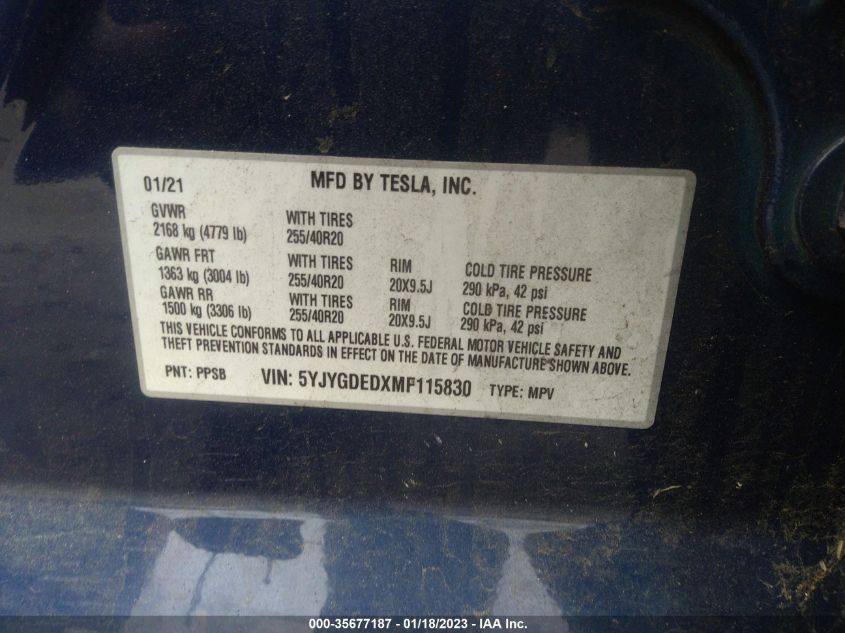 01/21 MFD BY TESLA, INC.
GVWR WITH TIRES
2168 kg (4779 lb) 255/40R20
GAWR FRT WITH TIRES RIM COLD TIRE PRESSURE
1363 kg (3004 lb) 255/40R20 20X9.5J 290 kPa, 42 psi
GAWR RR WITH TIRES RIM COLD TIRE PRESSURE
1500 kg (3306 lb) 255/40R20 20X9.5J 290 kPa, 42 psi
THIS VEHICLE CONFORMS TO ALL APPLICABLE U.S. FEDERAL MOTOR VEHICLE SAFETY AND
THEFT PREVENTION STANDARDS IN EFFECT ON THE DATE OF MANUFACTURE SHOWN ABOVE.
PNT: PPSB VIN: 5YJYGDEDXMF115830 TYPE: MPV
000-35677187 - 01/18/2023 - IAA Inc.